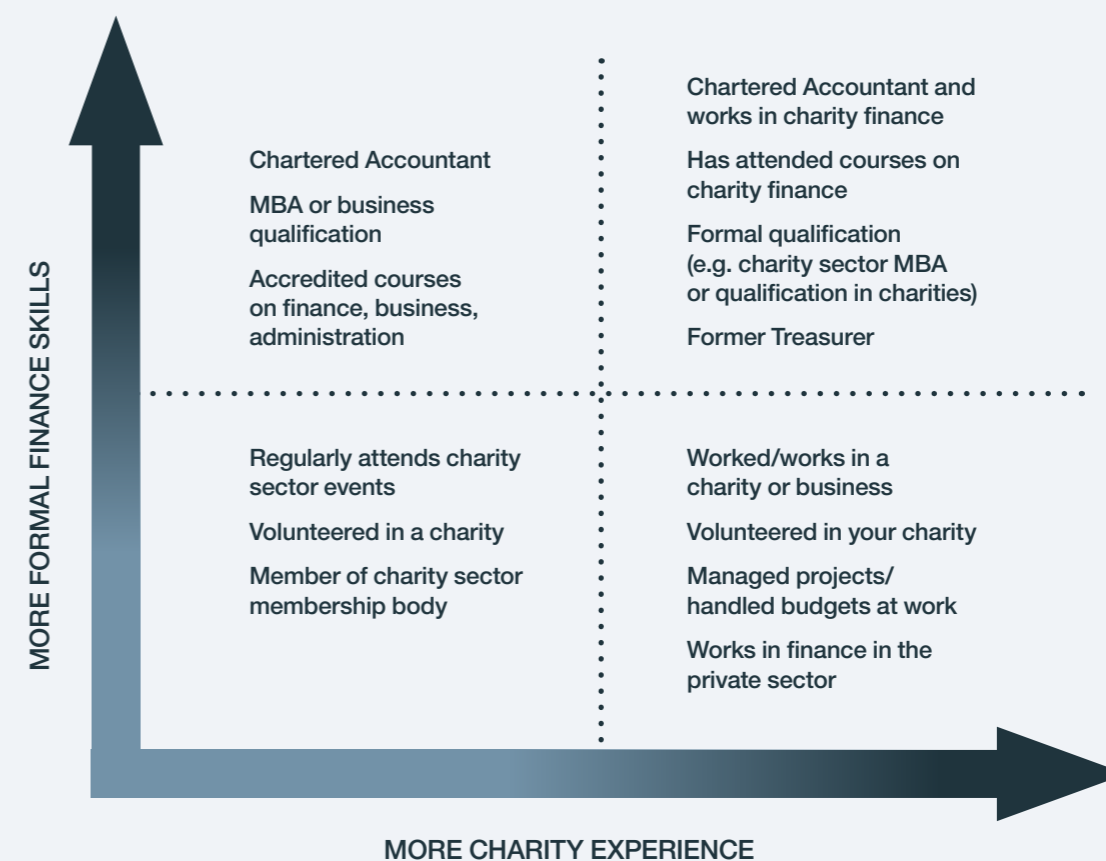 MORE FORMAL FINANCE SKILLS
Chartered Accountant
MBA or business
qualification
Accredited courses
on finance, business,
administration
Chartered Accountant and
works in charity finance
Has attended courses on
charity finance
Formal qualification
(e.g. charity sector MBA
or qualification in charities)
Former Treasurer
Regularly attends charity
sector events
Volunteered in a charity
Member of charity sector
membership body
Worked/works in a
charity or business
Volunteered in your charity
Managed projects/
handled budgets at work
Works in finance in the
private sector
MORE CHARITY EXPERIENCE